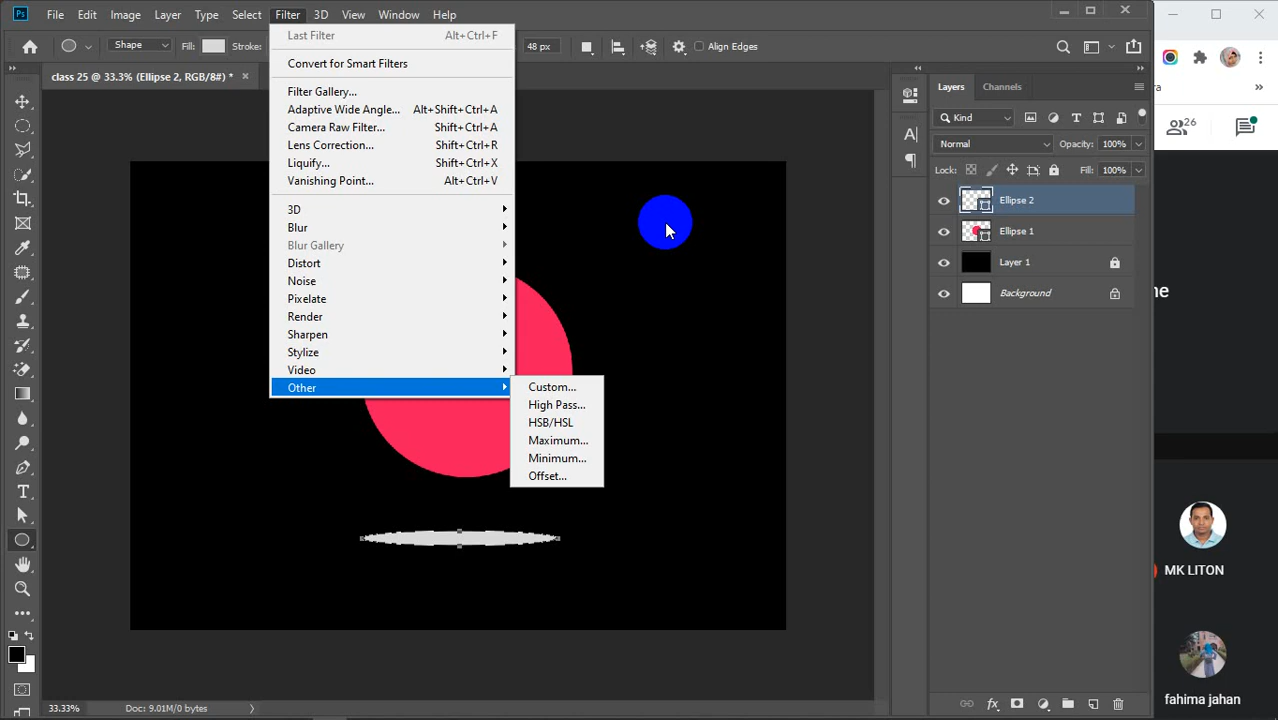 Ps File Edit Image Layer Type Select Filter 3D View Window Help
Shape Fill: Stroke: 48 px Align Edges
class 25 @ 33.3% (Ellipse 2, RGB/8#) * ×
Last Filter Alt+Ctrl+F
Convert for Smart Filters
Filter Gallery...
Adaptive Wide Angle... Alt+Shift+Ctrl+A
Camera Raw Filter... Shift+Ctrl+A
Lens Correction... Shift+Ctrl+R
Liquify... Shift+Ctrl+X
Vanishing Point... Alt+Ctrl+V
3D
Blur
Blur Gallery
Distort
Noise
Pixelate
Render
Sharpen
Stylize
Video
Other
Custom...
High Pass...
HSB/HSL
Maximum...
Minimum...
Offset...
Layers Channels
Kind
Normal Opacity: 100%
Lock: Fill: 100%
Ellipse 2
Ellipse 1
Layer 1
Background
33.33% Doc: 9.01M/0 bytes
26
MK LITON
fahima jahan